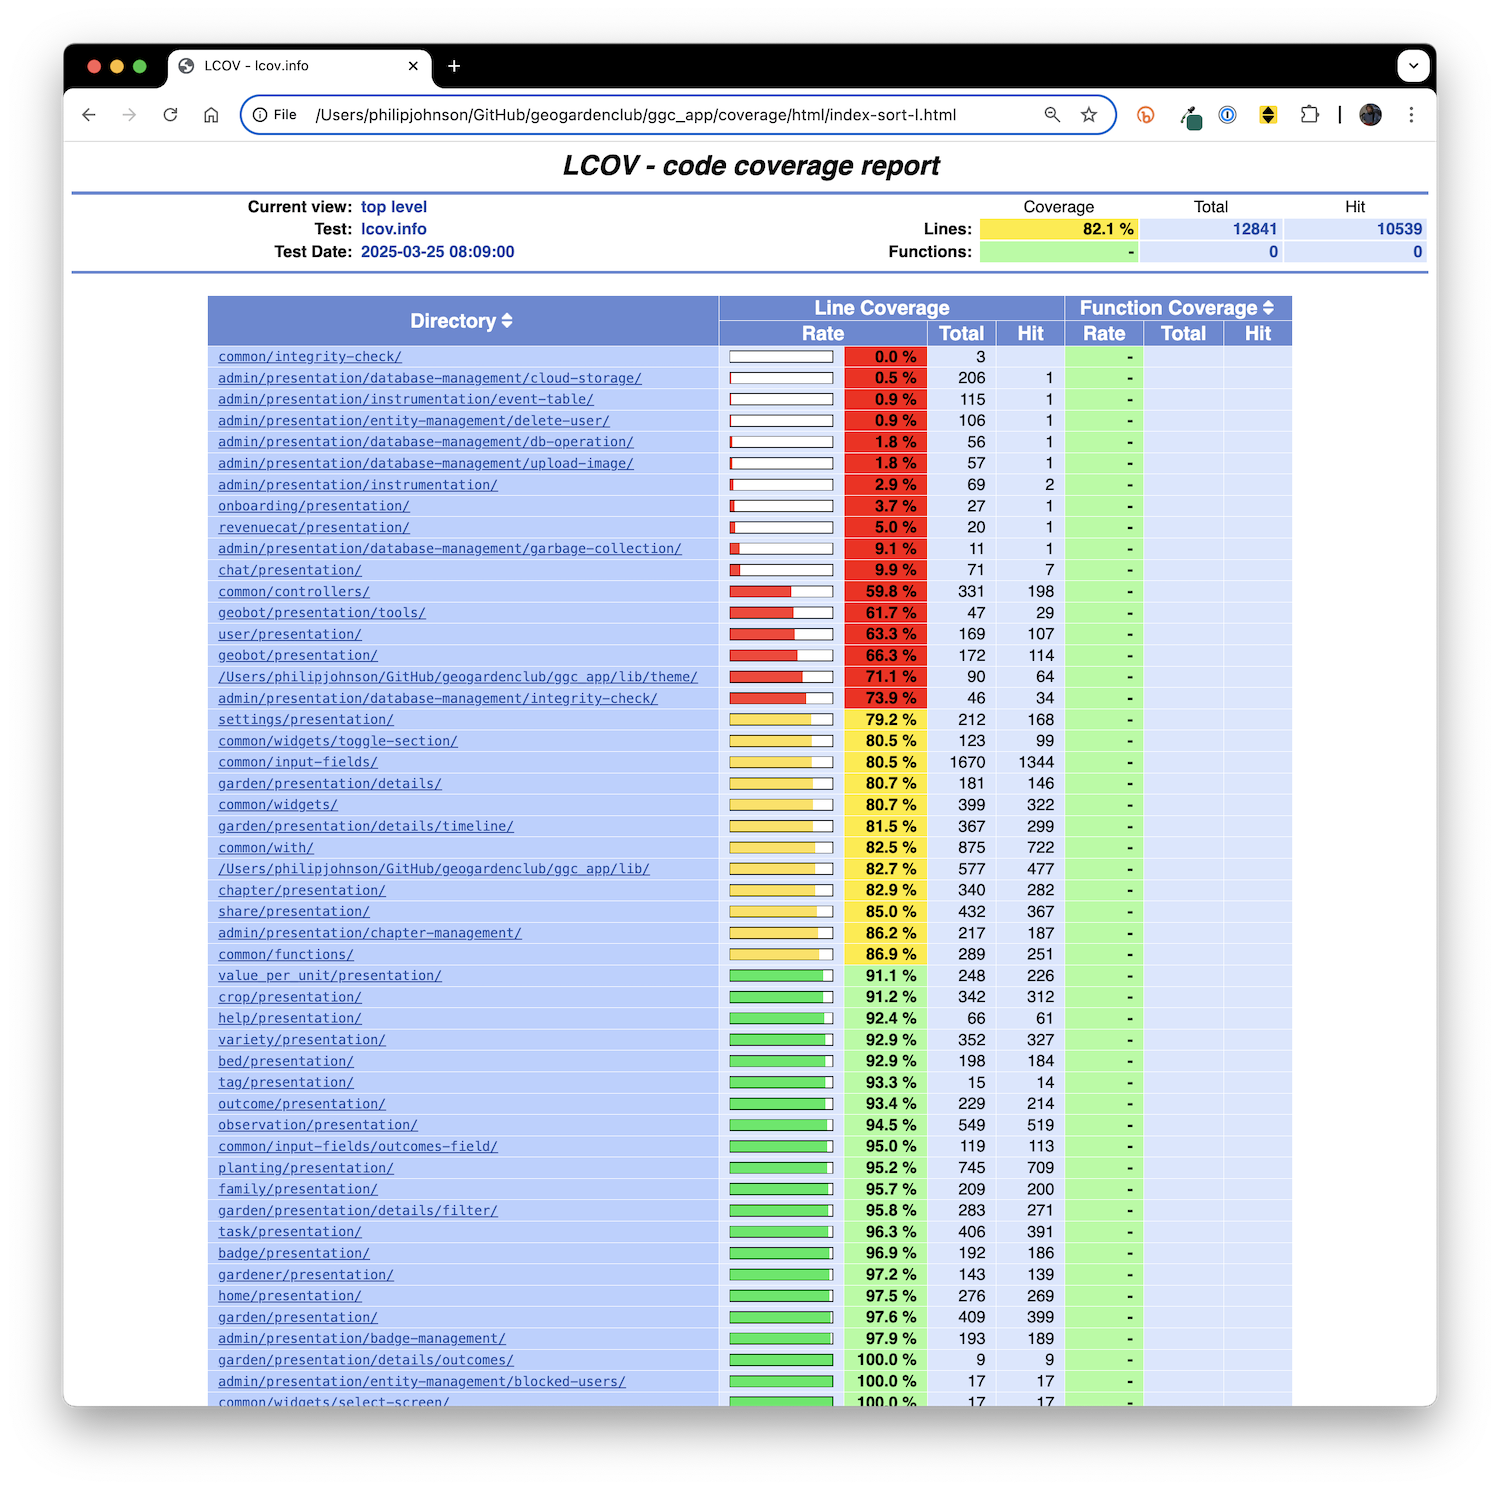 LCOV - lcov.info
File /Users/philipjohnson/GitHub/geogardenclub/ggc_app/coverage/html/index-sort-l.html
LCOV - code coverage report
Current view: top level Coverage Total Hit
Test: lcov.info Lines: 82.1 % 12841 10539
Test Date: 2025-03-25 08:09:00 Functions: - 0 0
Directory Line Coverage Function Coverage
Rate Total Hit Rate Total Hit
common/integrity-check/ 0.0 % 3 -
admin/presentation/database-management/cloud-storage/ 0.5 % 206 1 -
admin/presentation/instrumentation/event-table/ 0.9 % 115 1 -
admin/presentation/entity-management/delete-user/ 0.9 % 106 1 -
admin/presentation/database-management/db-operation/ 1.8 % 56 1 -
admin/presentation/database-management/upload-image/ 1.8 % 57 1 -
admin/presentation/instrumentation/ 2.9 % 69 2 -
onboarding/presentation/ 3.7 % 27 1 -
revenuecat/presentation/ 5.0 % 20 1 -
admin/presentation/database-management/garbage-collection/ 9.1 % 11 1 -
chat/presentation/ 9.9 % 71 7 -
common/controllers/ 59.8 % 331 198 -
geobot/presentation/tools/ 61.7 % 47 29 -
user/presentation/ 63.3 % 169 107 -
geobot/presentation/ 66.3 % 172 114 -
/Users/philipjohnson/GitHub/geogardenclub/ggc_app/lib/theme/ 71.1 % 90 64 -
admin/presentation/database-management/integrity-check/ 73.9 % 46 34 -
settings/presentation/ 79.2 % 212 168 -
common/widgets/toggle-section/ 80.5 % 123 99 -
common/input-fields/ 80.5 % 1670 1344 -
garden/presentation/details/ 80.7 % 181 146 -
common/widgets/ 80.7 % 399 322 -
garden/presentation/details/timeline/ 81.5 % 367 299 -
common/with/ 82.5 % 875 722 -
/Users/philipjohnson/GitHub/geogardenclub/ggc_app/lib/ 82.7 % 577 477 -
chapter/presentation/ 82.9 % 340 282 -
share/presentation/ 85.0 % 432 367 -
admin/presentation/chapter-management/ 86.2 % 217 187 -
common/functions/ 86.9 % 289 251 -
value_per_unit/presentation/ 91.1 % 248 226 -
crop/presentation/ 91.2 % 342 312 -
help/presentation/ 92.4 % 66 61 -
variety/presentation/ 92.9 % 352 327 -
bed/presentation/ 92.9 % 198 184 -
tag/presentation/ 93.3 % 15 14 -
outcome/presentation/ 93.4 % 229 214 -
observation/presentation/ 94.5 % 549 519 -
common/input-fields/outcomes-field/ 95.0 % 119 113 -
planting/presentation/ 95.2 % 745 709 -
family/presentation/ 95.7 % 209 200 -
garden/presentation/details/filter/ 95.8 % 283 271 -
task/presentation/ 96.3 % 406 391 -
badge/presentation/ 96.9 % 192 186 -
gardener/presentation/ 97.2 % 143 139 -
home/presentation/ 97.5 % 276 269 -
garden/presentation/ 97.6 % 409 399 -
admin/presentation/badge-management/ 97.9 % 193 189 -
garden/presentation/details/outcomes/ 100.0 % 9 9 -
admin/presentation/entity-management/blocked-users/ 100.0 % 17 17 -
common/widgets/select-screen/ 100.0 % 17 17 -